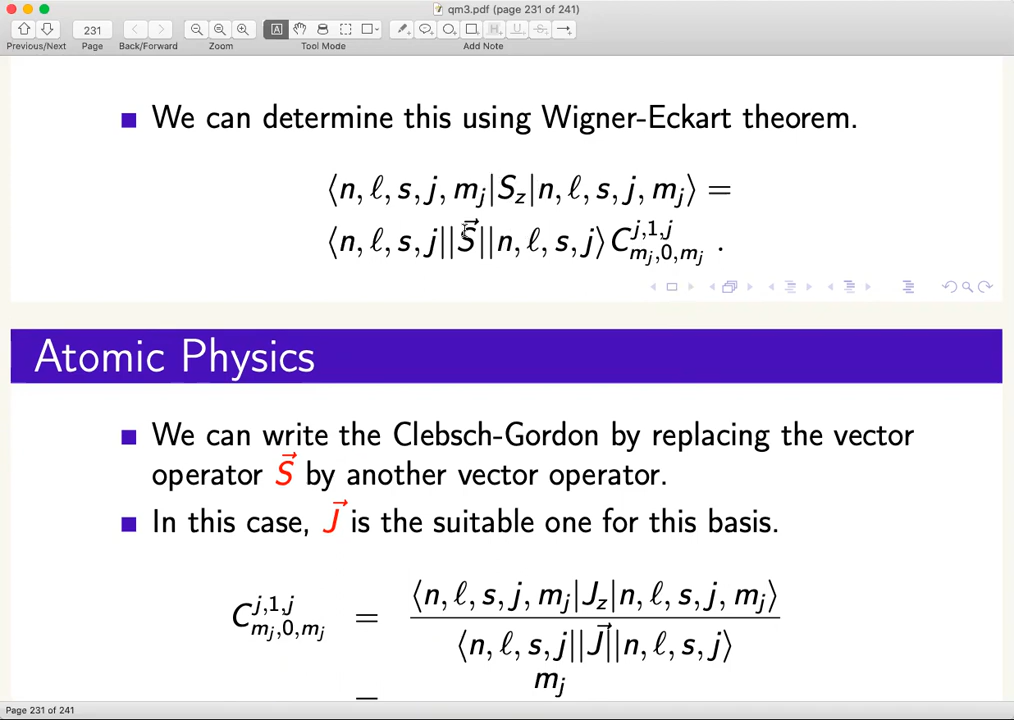 qm3.pdf (page 231 of 241)
231
A
T
H
U
S
Previous/Next Page Back/Forward Zoom Tool Mode Add Note
■ We can determine this using Wigner-Eckart theorem.
⟨n, ℓ, s, j, m_j|S_z|n, ℓ, s, j, m_j⟩ =
⟨n, ℓ, s, j||S⃗||n, ℓ, s, j⟩ C^{j,1,j}_{m_j,0,m_j} .
Atomic Physics
■ We can write the Clebsch-Gordon by replacing the vector
operator S⃗ by another vector operator.
■ In this case, J⃗ is the suitable one for this basis.
C^{j,1,j}_{m_j,0,m_j} = ⟨n, ℓ, s, j, m_j|J_z|n, ℓ, s, j, m_j⟩
⟨n, ℓ, s, j||J⃗||n, ℓ, s, j⟩
= m_j
Page 231 of 241